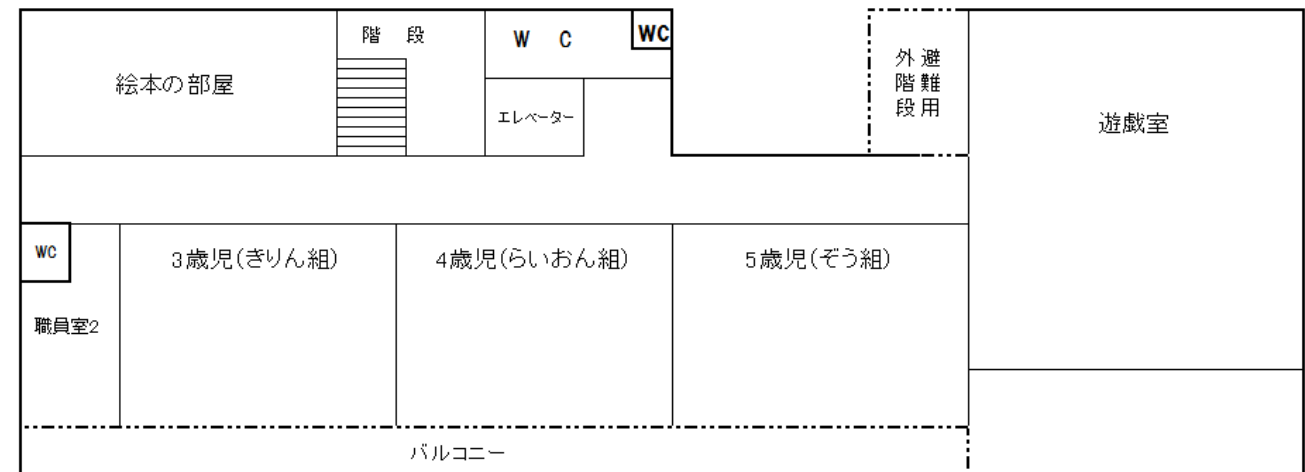 絵本の部屋
階 段
W C
WC
エレベーター
避難用
外階段
遊戯室
WC
職員室2
3歳児(きりん組)
4歳児(らいおん組)
5歳児(ぞう組)
バルコニー